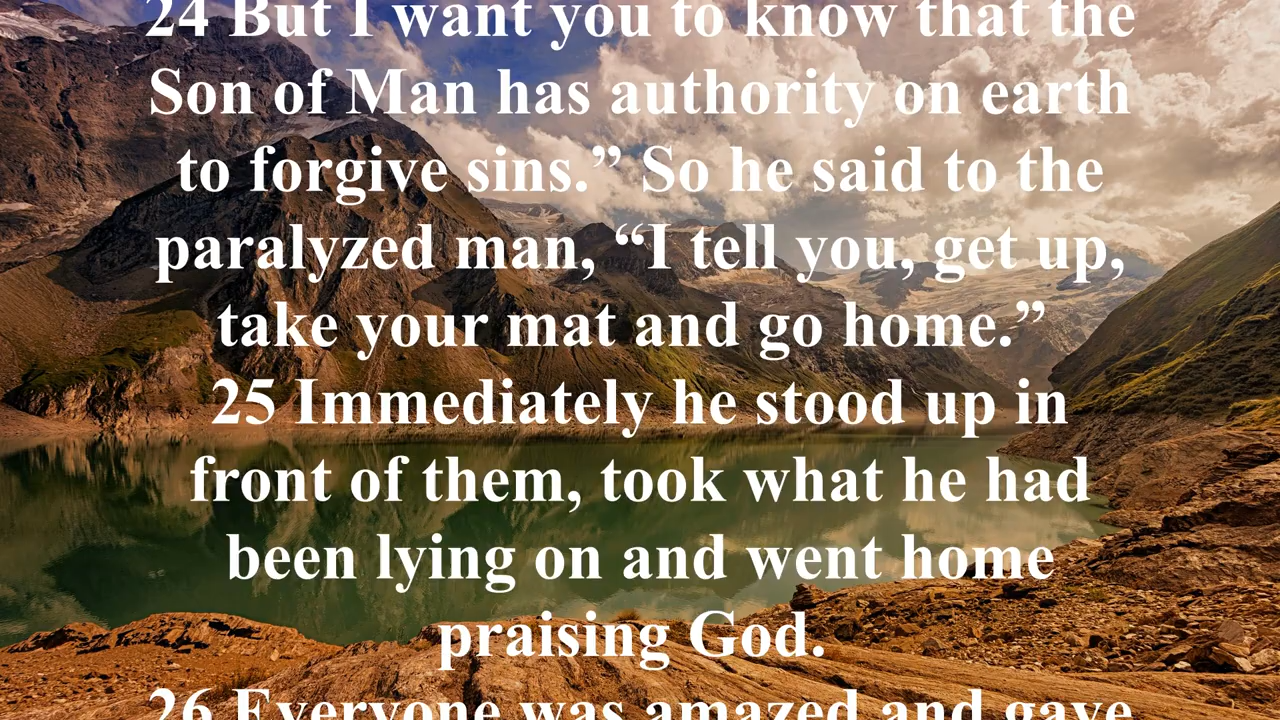 24 But I want you to know that the
Son of Man has authority on earth
to forgive sins.” So he said to the
paralyzed man, “I tell you, get up,
take your mat and go home.”
25 Immediately he stood up in
front of them, took what he had
been lying on and went home
praising God.
26 Everyone was amazed and gave